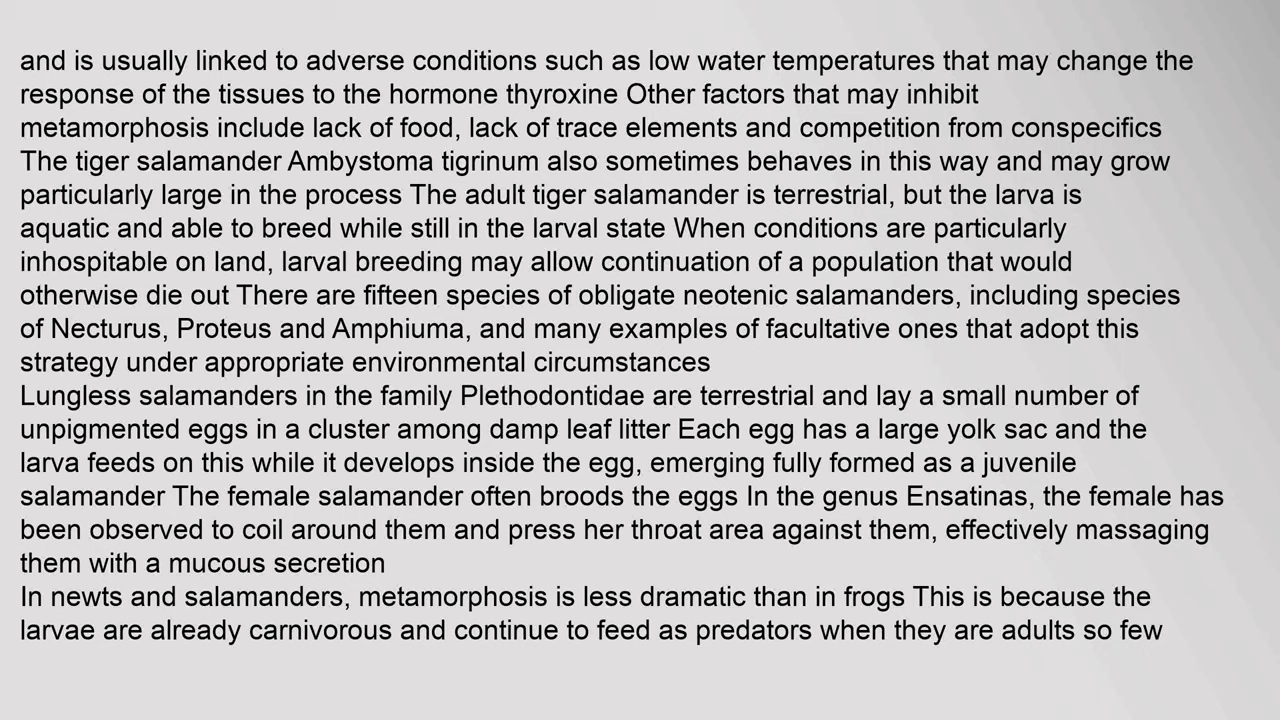 and is usually linked to adverse conditions such as low water temperatures that may change the
response of the tissues to the hormone thyroxine Other factors that may inhibit
metamorphosis include lack of food, lack of trace elements and competition from conspecifics
The tiger salamander Ambystoma tigrinum also sometimes behaves in this way and may grow
particularly large in the process The adult tiger salamander is terrestrial, but the larva is
aquatic and able to breed while still in the larval state When conditions are particularly
inhospitable on land, larval breeding may allow continuation of a population that would
otherwise die out There are fifteen species of obligate neotenic salamanders, including species
of Necturus, Proteus and Amphiuma, and many examples of facultative ones that adopt this
strategy under appropriate environmental circumstances
Lungless salamanders in the family Plethodontidae are terrestrial and lay a small number of
unpigmented eggs in a cluster among damp leaf litter Each egg has a large yolk sac and the
larva feeds on this while it develops inside the egg, emerging fully formed as a juvenile
salamander The female salamander often broods the eggs In the genus Ensatinas, the female has
been observed to coil around them and press her throat area against them, effectively massaging
them with a mucous secretion
In newts and salamanders, metamorphosis is less dramatic than in frogs This is because the
larvae are already carnivorous and continue to feed as predators when they are adults so few